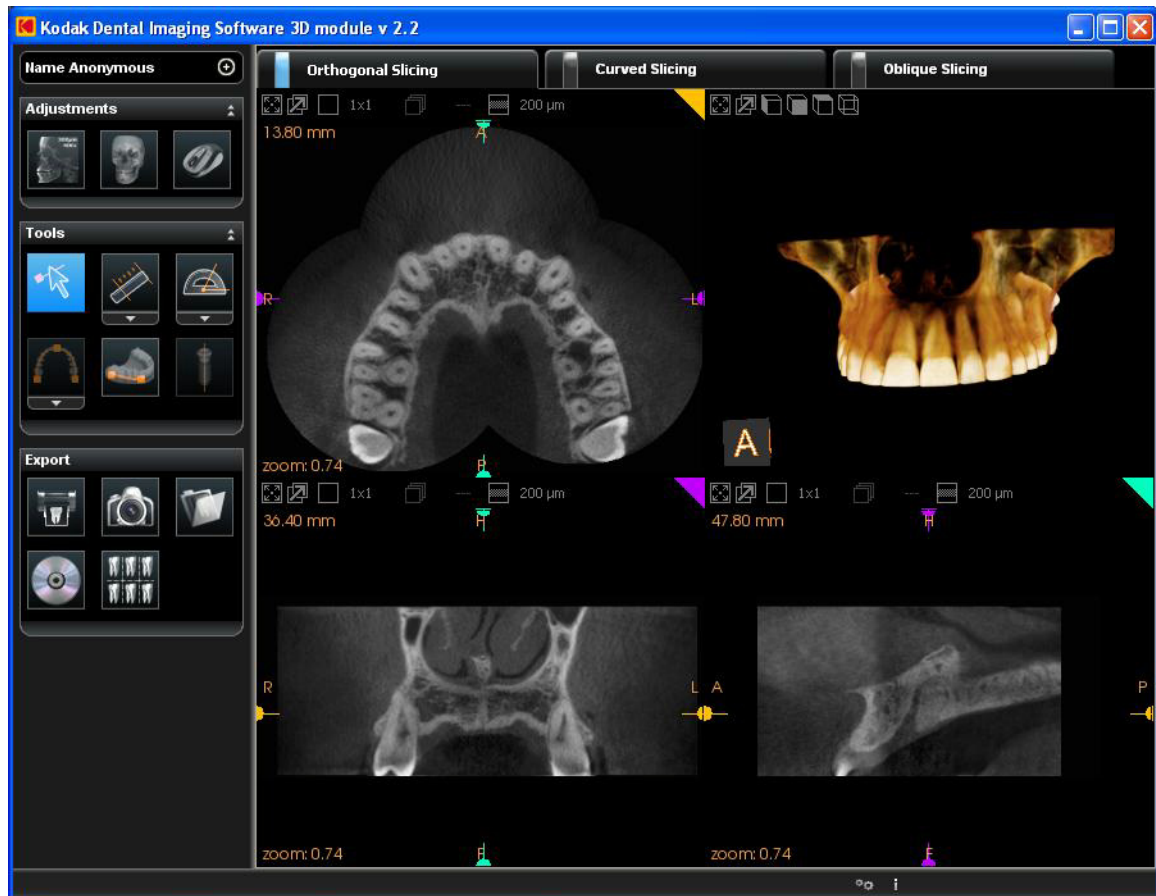 Kodak Dental Imaging Software 3D module v 2.2
Name Anonymous
Adjustments
Tools
Export
Orthogonal Slicing
Curved Slicing
Oblique Slicing
1x1
---
200 µm
13.80 mm
A
R
L
zoom: 0.74
P
A
1x1
---
200 µm
36.40 mm
H
R
L
zoom: 0.74
F
1x1
---
200 µm
47.80 mm
H
A
P
zoom: 0.74
F
i